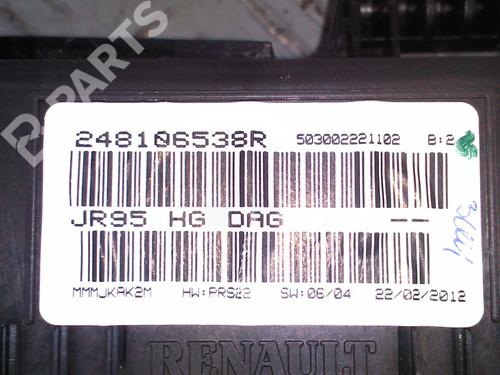 B-PARTS
248106538R 503002221102 B:2
JR95 HG DAG --
MMMJKAK2M HW:PRS22 SW:06/04 22/02/2012
RENAULT